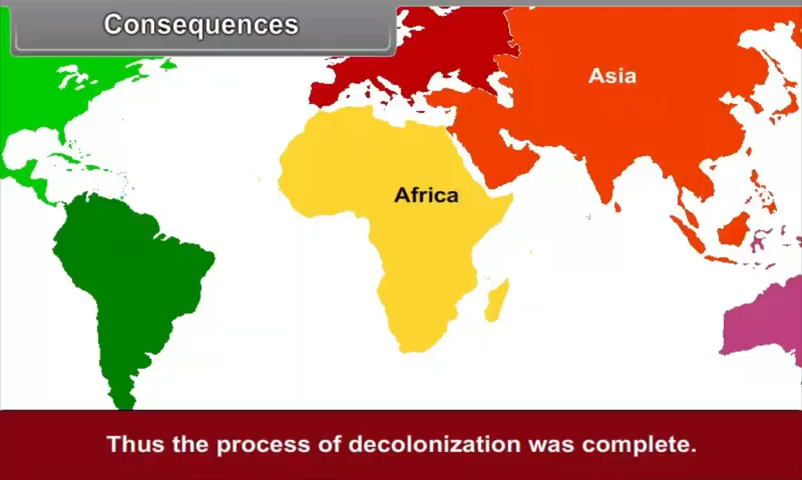 Consequences
Asia
Africa
Thus the process of decolonization was complete.